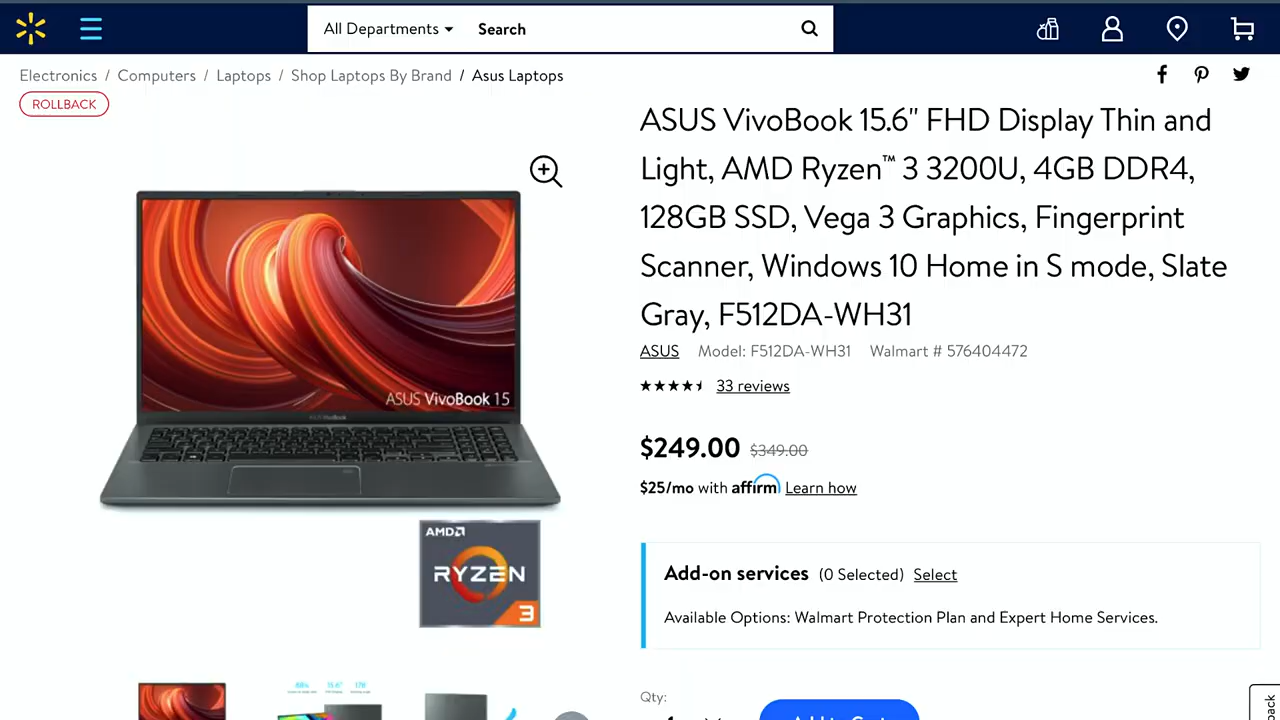 All Departments
Search
Electronics / Computers / Laptops / Shop Laptops By Brand / Asus Laptops
ROLLBACK
ASUS VivoBook 15.6" FHD Display Thin and
Light, AMD Ryzen™ 3 3200U, 4GB DDR4,
128GB SSD, Vega 3 Graphics, Fingerprint
Scanner, Windows 10 Home in S mode, Slate
Gray, F512DA-WH31
ASUS Model: F512DA-WH31 Walmart # 576404472
33 reviews
$249.00 $349.00
$25/mo with affirm Learn how
Add-on services (0 Selected) Select
Available Options: Walmart Protection Plan and Expert Home Services.
Qty:
ASUS VivoBook 15
ASUS VivoBook
AMD
RYZEN
3